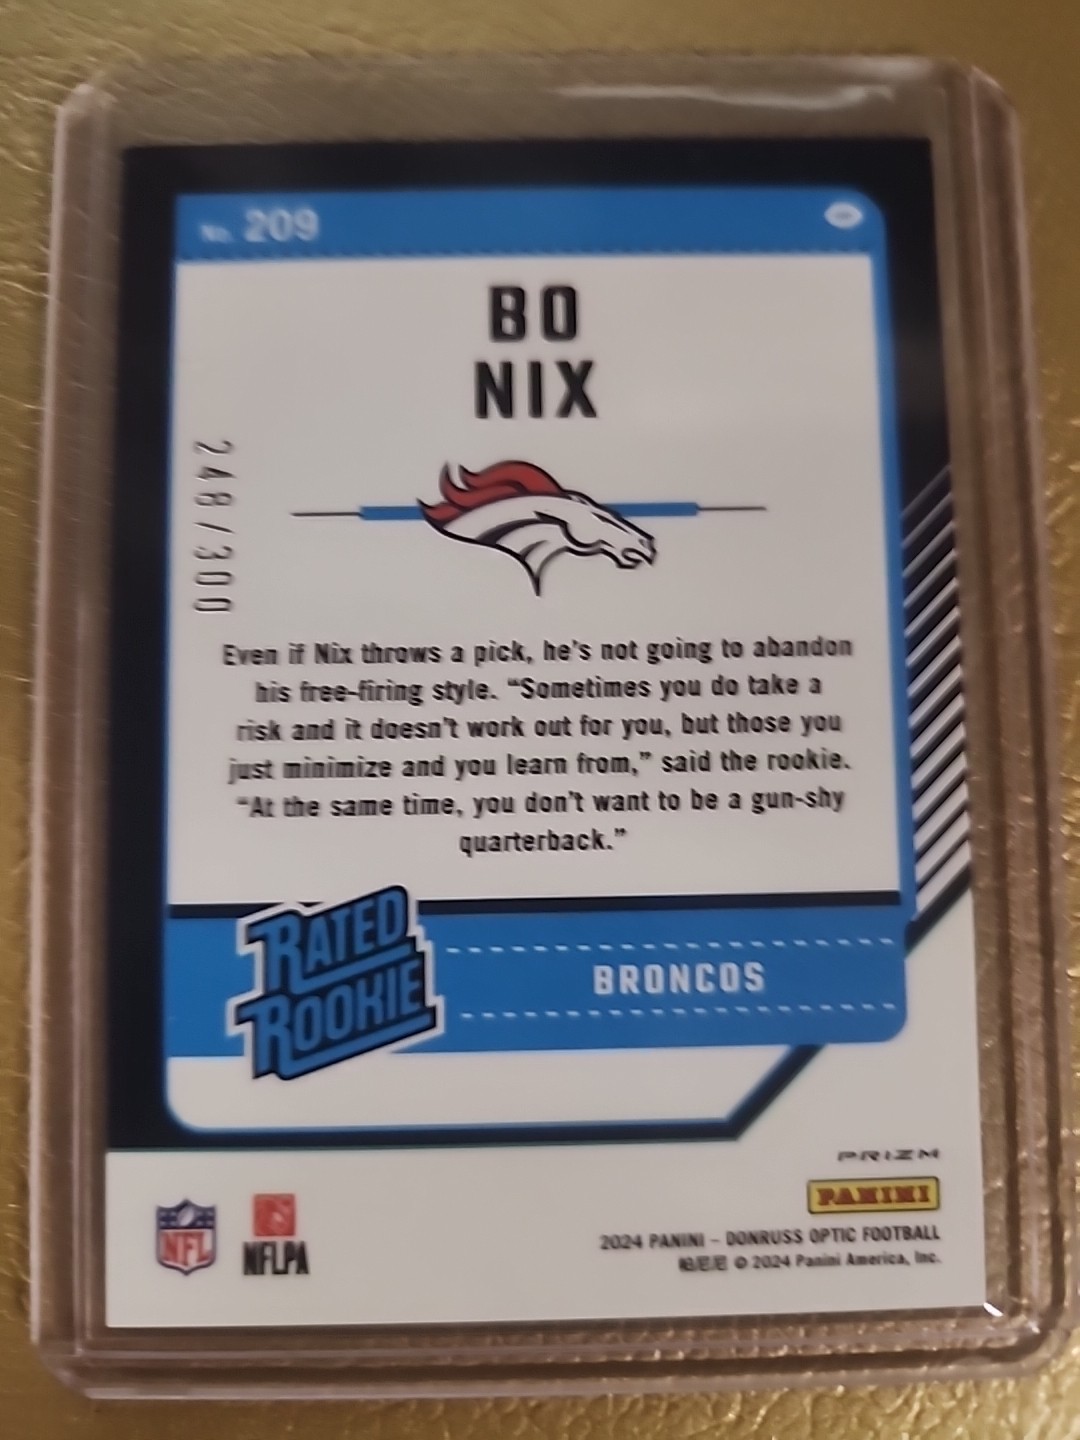 No. 209
BO
NIX
248/300
Even if Nix throws a pick, he's not going to abandon
his free-firing style. “Sometimes you do take a
risk and it doesn't work out for you, but those you
just minimize and you learn from,” said the rookie.
“At the same time, you don't want to be a gun-shy
quarterback.”
RATED
ROOKIE
BRONCOS
PRIZM
PANINI
NFL
NFLPA
2024 PANINI – DONRUSS OPTIC FOOTBALL
帕尼尼 © 2024 Panini America, Inc.